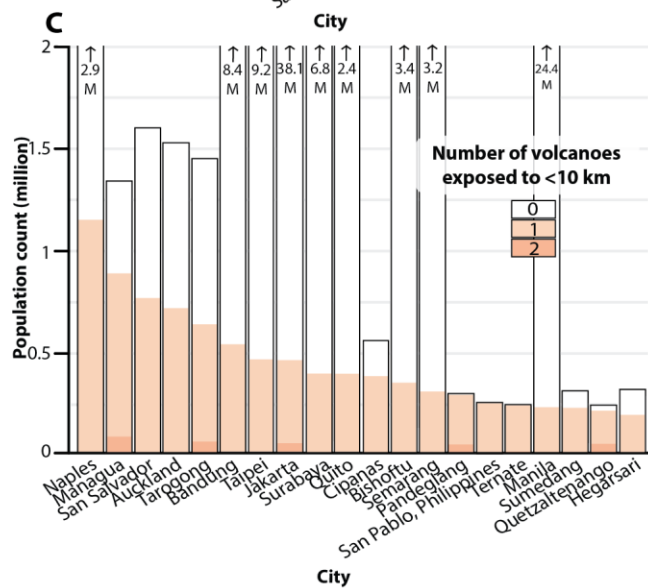 Sa
C
City
2
1.5
1
0.5
0
Population count (million)
↑ 2.9 M
↑ 8.4 M
↑ 9.2 M
↑ 38.1 M
↑ 6.8 M
↑ 2.4 M
↑ 3.4 M
↑ 3.2 M
↑ 24.4 M
Number of volcanoes
exposed to <10 km
0
1
2
Naples
Managua
San Salvador
Auckland
Tarogong
Bandung
Taipei
Jakarta
Surabaya
Quito
Cipanas
Bishoftu
Semarang
Pandeglang
San Pablo, Philippines
Ternate
Manila
Sumedang
Quetzaltenango
Hegarsari
City